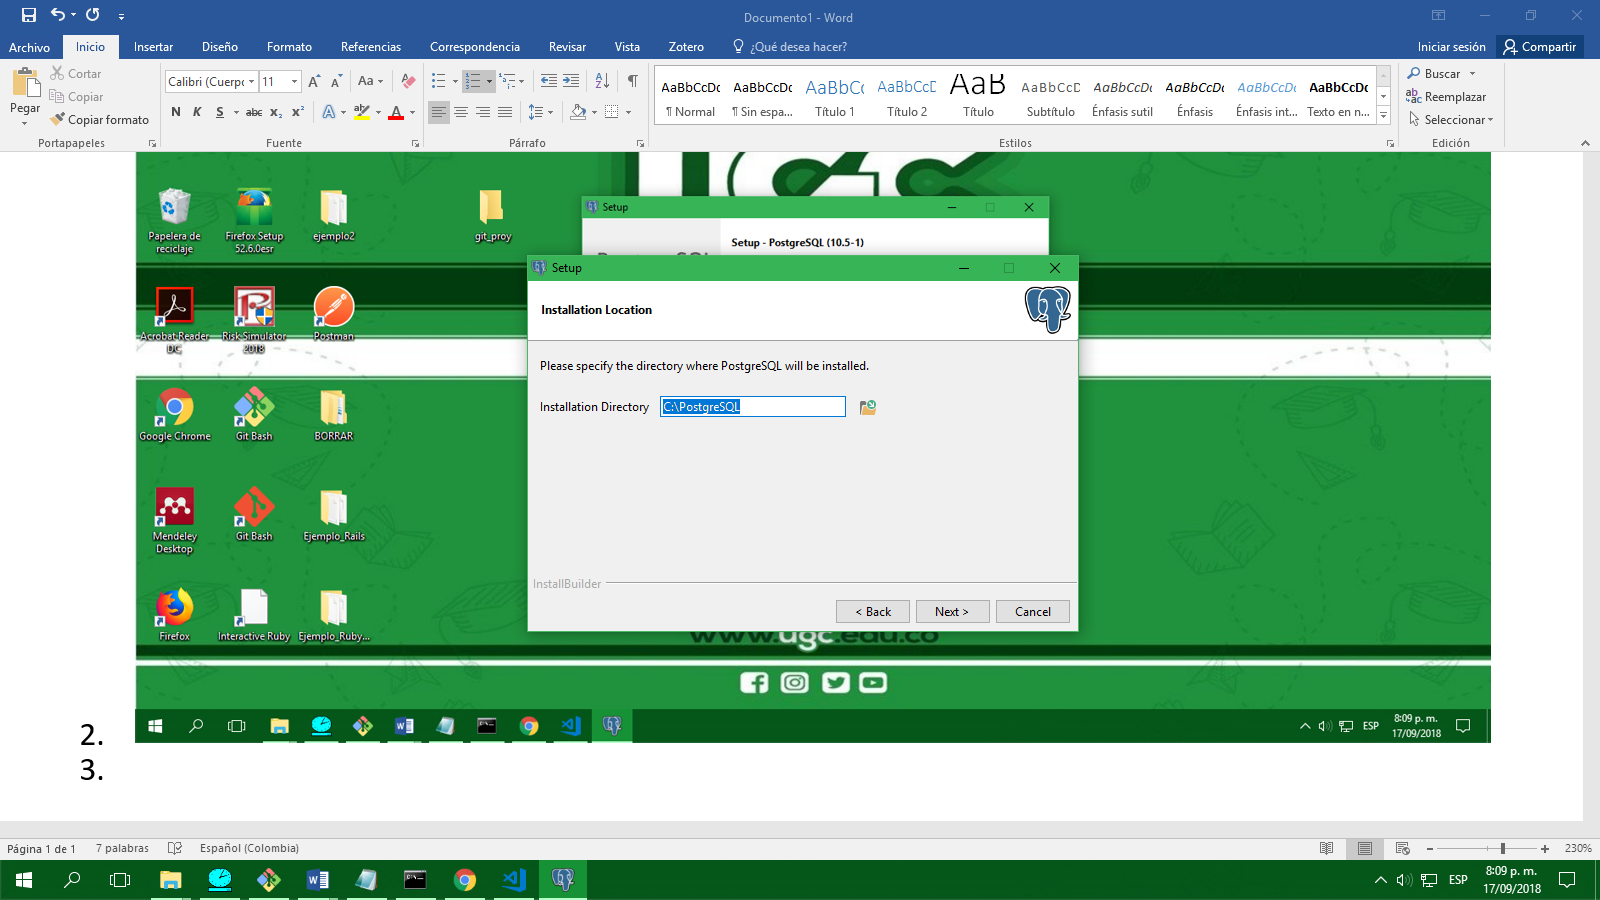 Documento1 - Word
Archivo Inicio Insertar Diseño Formato Referencias Correspondencia Revisar Vista Zotero ¿Qué desea hacer? Iniciar sesión Compartir
Pegar
Cortar
Copiar
Copiar formato
Portapapeles
Calibri (Cuerpo 11
N K S abc x₂ x²
Fuente
Párrafo
AaBbCcDc AaBbCcDc AaBbCc AaBbCcD AaB AaBbCcD AaBbCcDc AaBbCcDc AaBbCcDc AaBbCcDc
¶ Normal ¶ Sin espa... Título 1 Título 2 Título Subtítulo Énfasis sutil Énfasis Énfasis int... Texto en n...
Estilos
Buscar
Reemplazar
Seleccionar
Edición
Papelera de reciclaje
Firefox Setup 52.6.0esr
ejemplo2
git_proy
Acrobat Reader DC
Risk Simulator 2018
Postman
Google Chrome
Git Bash
BORRAR
Mendeley Desktop
Git Bash
Ejemplo_Rails
Firefox
Interactive Ruby
Ejemplo_Ruby...
Setup
Setup - PostgreSQL (10.5-1)
Setup
Installation Location
Please specify the directory where PostgreSQL will be installed.
Installation Directory C:\PostgreSQL
InstallBuilder
< Back Next > Cancel
www.ugc.edu.co
ESP 8:09 p. m.
17/09/2018
2.
3.
Página 1 de 1 7 palabras Español (Colombia) 230%
ESP 8:09 p. m.
17/09/2018